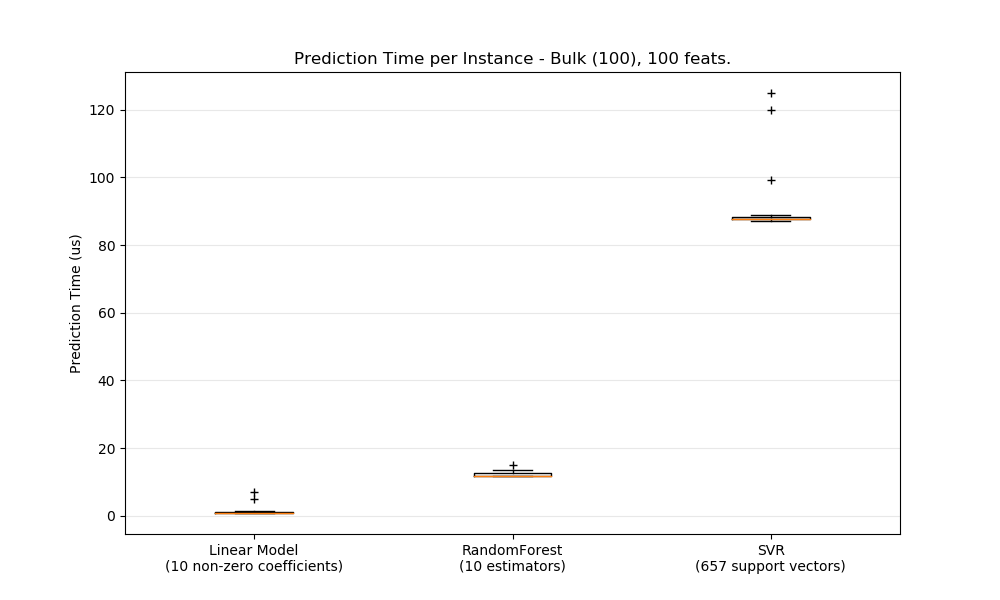 Prediction Time per Instance - Bulk (100), 100 feats.
Prediction Time (us)
120
100
80
60
40
20
0
Linear Model
(10 non-zero coefficients)
RandomForest
(10 estimators)
SVR
(657 support vectors)